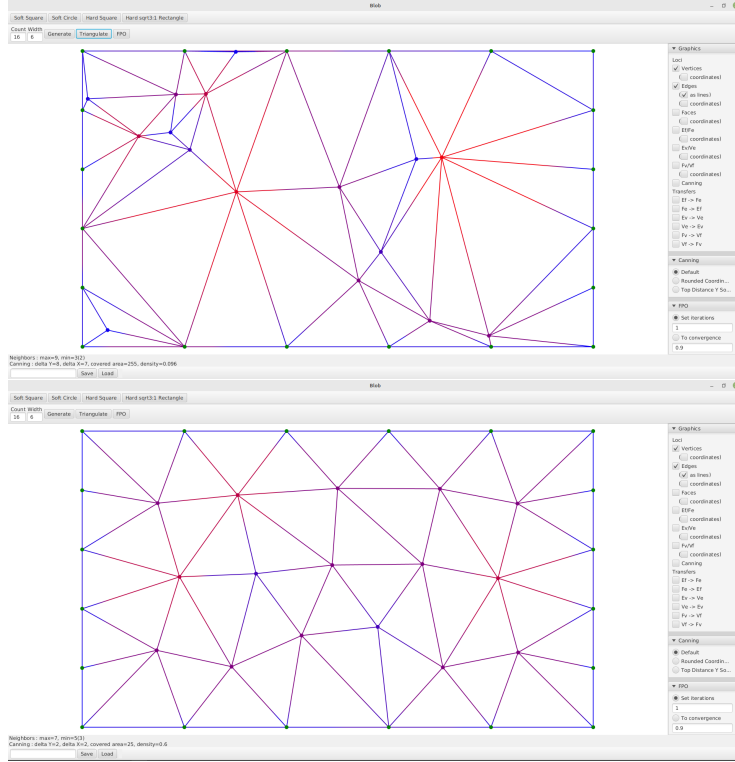 Blob
Soft Square Soft Circle Hard Square Hard sqrt3:1 Rectangle
Count Width
16 6 Generate Triangulate FPO
Graphics
Loci
Vertices
(coordinates)
Edges
(as lines)
(coordinates)
Faces
(coordinates)
Ef/Fe
(coordinates)
Ev/Ve
(coordinates)
Fv/Vf
(coordinates)
Canning
Transfers
Ef -> Fe
Fe -> Ef
Ev -> Ve
Ve -> Ev
Fv -> Vf
Vf -> Fv
Canning
Default
Rounded Coordin...
Top Distance Y So...
FPO
Set iterations
1
To convergence
0.9
Neighbors : max=9, min=3(2)
Canning : delta Y=8, delta X=7, covered area=255, density=0.096
Save Load
Blob
Soft Square Soft Circle Hard Square Hard sqrt3:1 Rectangle
Count Width
16 6 Generate Triangulate FPO
Graphics
Loci
Vertices
(coordinates)
Edges
(as lines)
(coordinates)
Faces
(coordinates)
Ef/Fe
(coordinates)
Ev/Ve
(coordinates)
Fv/Vf
(coordinates)
Canning
Transfers
Ef -> Fe
Fe -> Ef
Ev -> Ve
Ve -> Ev
Fv -> Vf
Vf -> Fv
Canning
Default
Rounded Coordin...
Top Distance Y So...
FPO
Set iterations
1
To convergence
0.9
Neighbors : max=7, min=5(3)
Canning : delta Y=2, delta X=2, covered area=25, density=0.6
Save Load